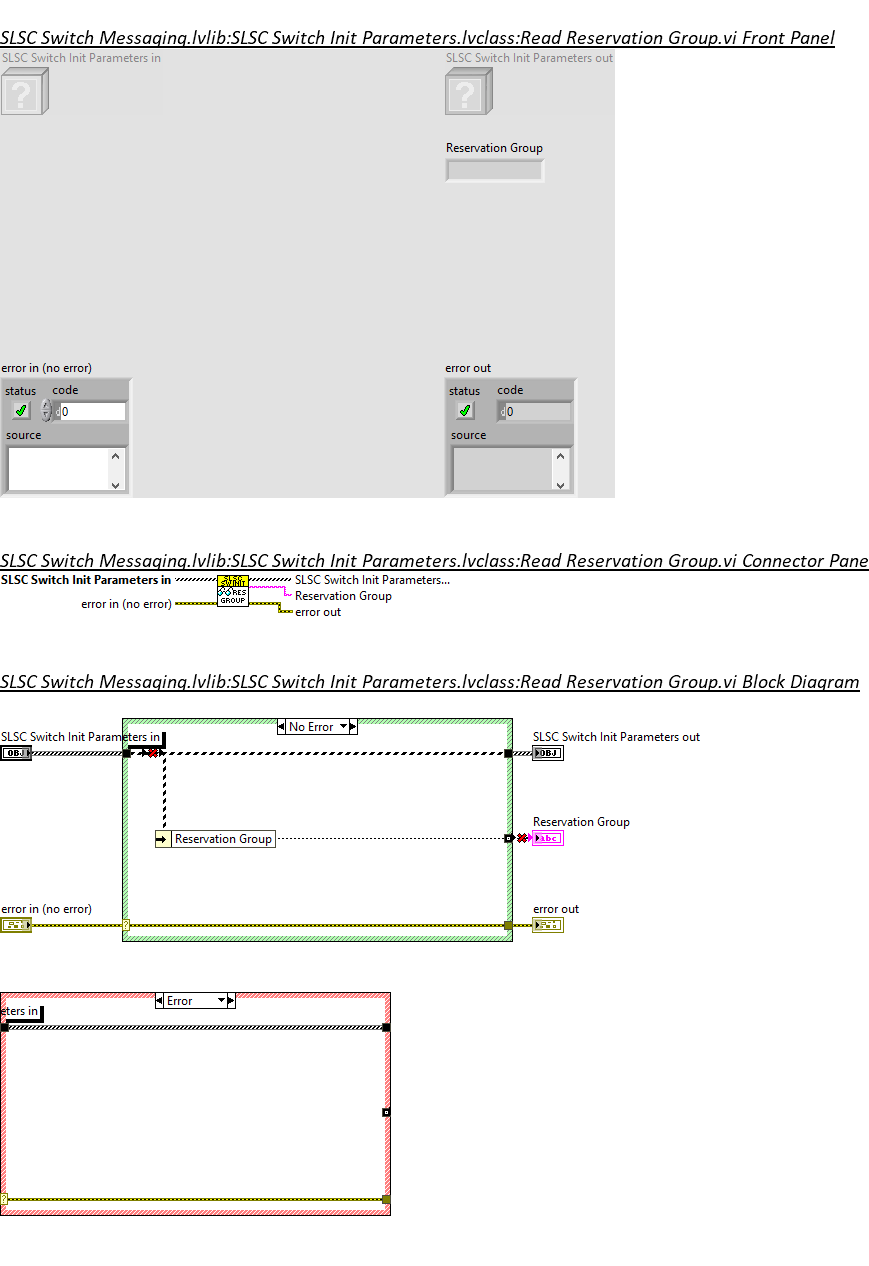 SLSC Switch Messaging.lvlib:SLSC Switch Init Parameters.lvclass:Read Reservation Group.vi Front Panel
SLSC Switch Init Parameters in
SLSC Switch Init Parameters out
?
?
Reservation Group
error in (no error)
error out
status code
d 0
source
status code
d 0
source
SLSC Switch Messaging.lvlib:SLSC Switch Init Parameters.lvclass:Read Reservation Group.vi Connector Pane
SLSC Switch Init Parameters in
SLSC
SW INIT
RES
GROUP
SLSC Switch Init Parameters...
Reservation Group
error in (no error)
error out
SLSC Switch Messaging.lvlib:SLSC Switch Init Parameters.lvclass:Read Reservation Group.vi Block Diagram
No Error
SLSC Switch Init Parameters in
SLSC Switch Init Parameters out
OBJ
OBJ
Reservation Group
Reservation Group
abc
error in (no error)
error out
?
Error
eters in
?